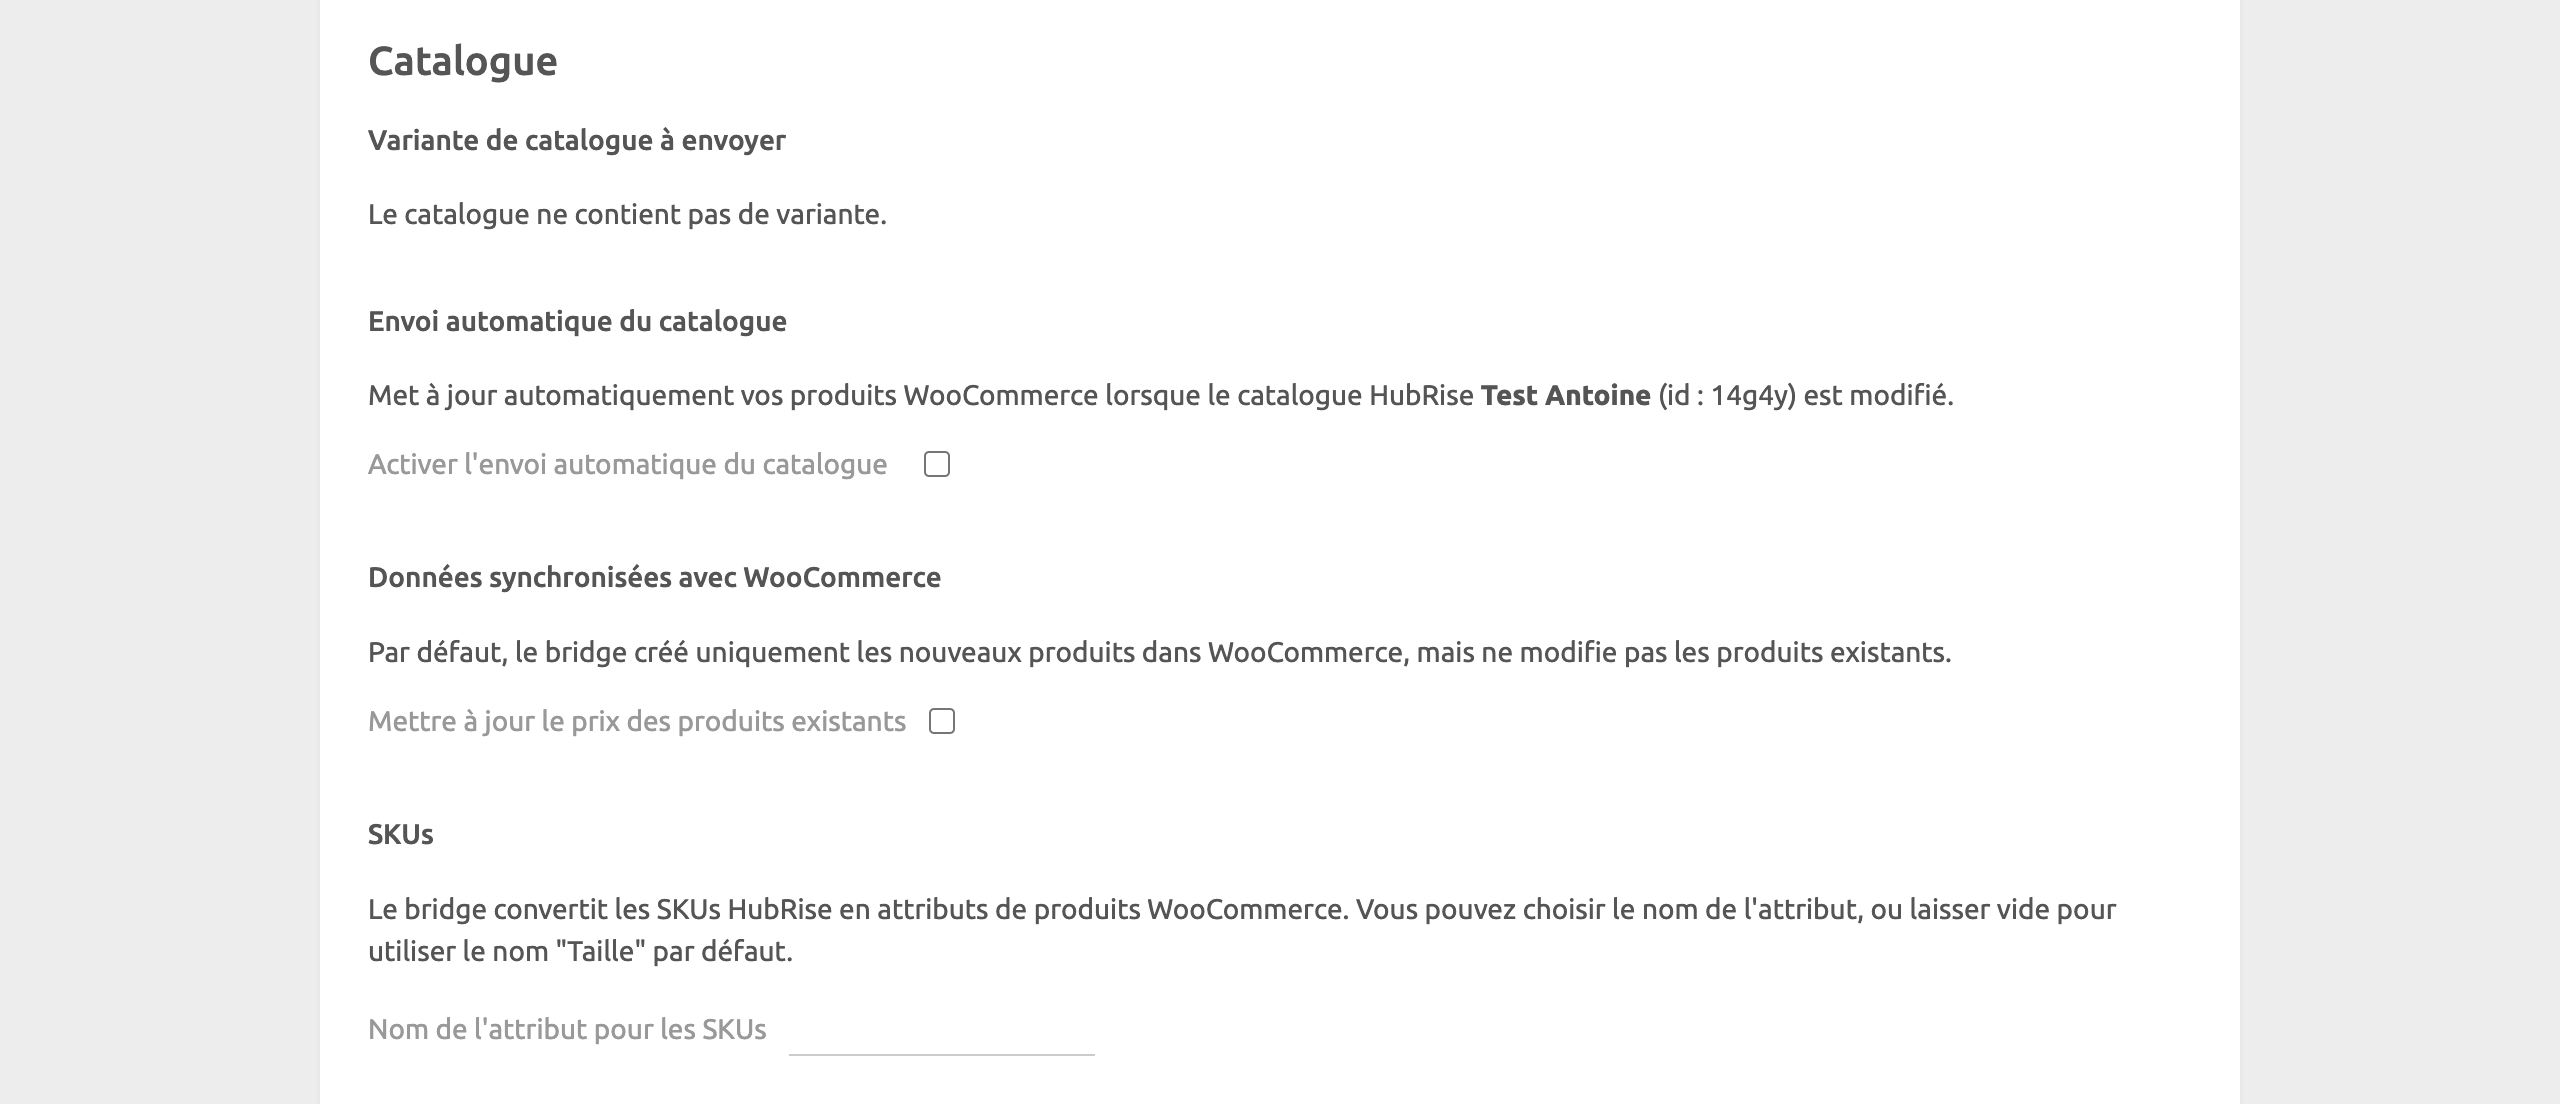 Catalogue
Variante de catalogue à envoyer
Le catalogue ne contient pas de variante.
Envoi automatique du catalogue
Met à jour automatiquement vos produits WooCommerce lorsque le catalogue HubRise Test Antoine (id : 14g4y) est modifié.
Activer l'envoi automatique du catalogue
Données synchronisées avec WooCommerce
Par défaut, le bridge créé uniquement les nouveaux produits dans WooCommerce, mais ne modifie pas les produits existants.
Mettre à jour le prix des produits existants
SKUs
Le bridge convertit les SKUs HubRise en attributs de produits WooCommerce. Vous pouvez choisir le nom de l'attribut, ou laisser vide pour
utiliser le nom "Taille" par défaut.
Nom de l'attribut pour les SKUs